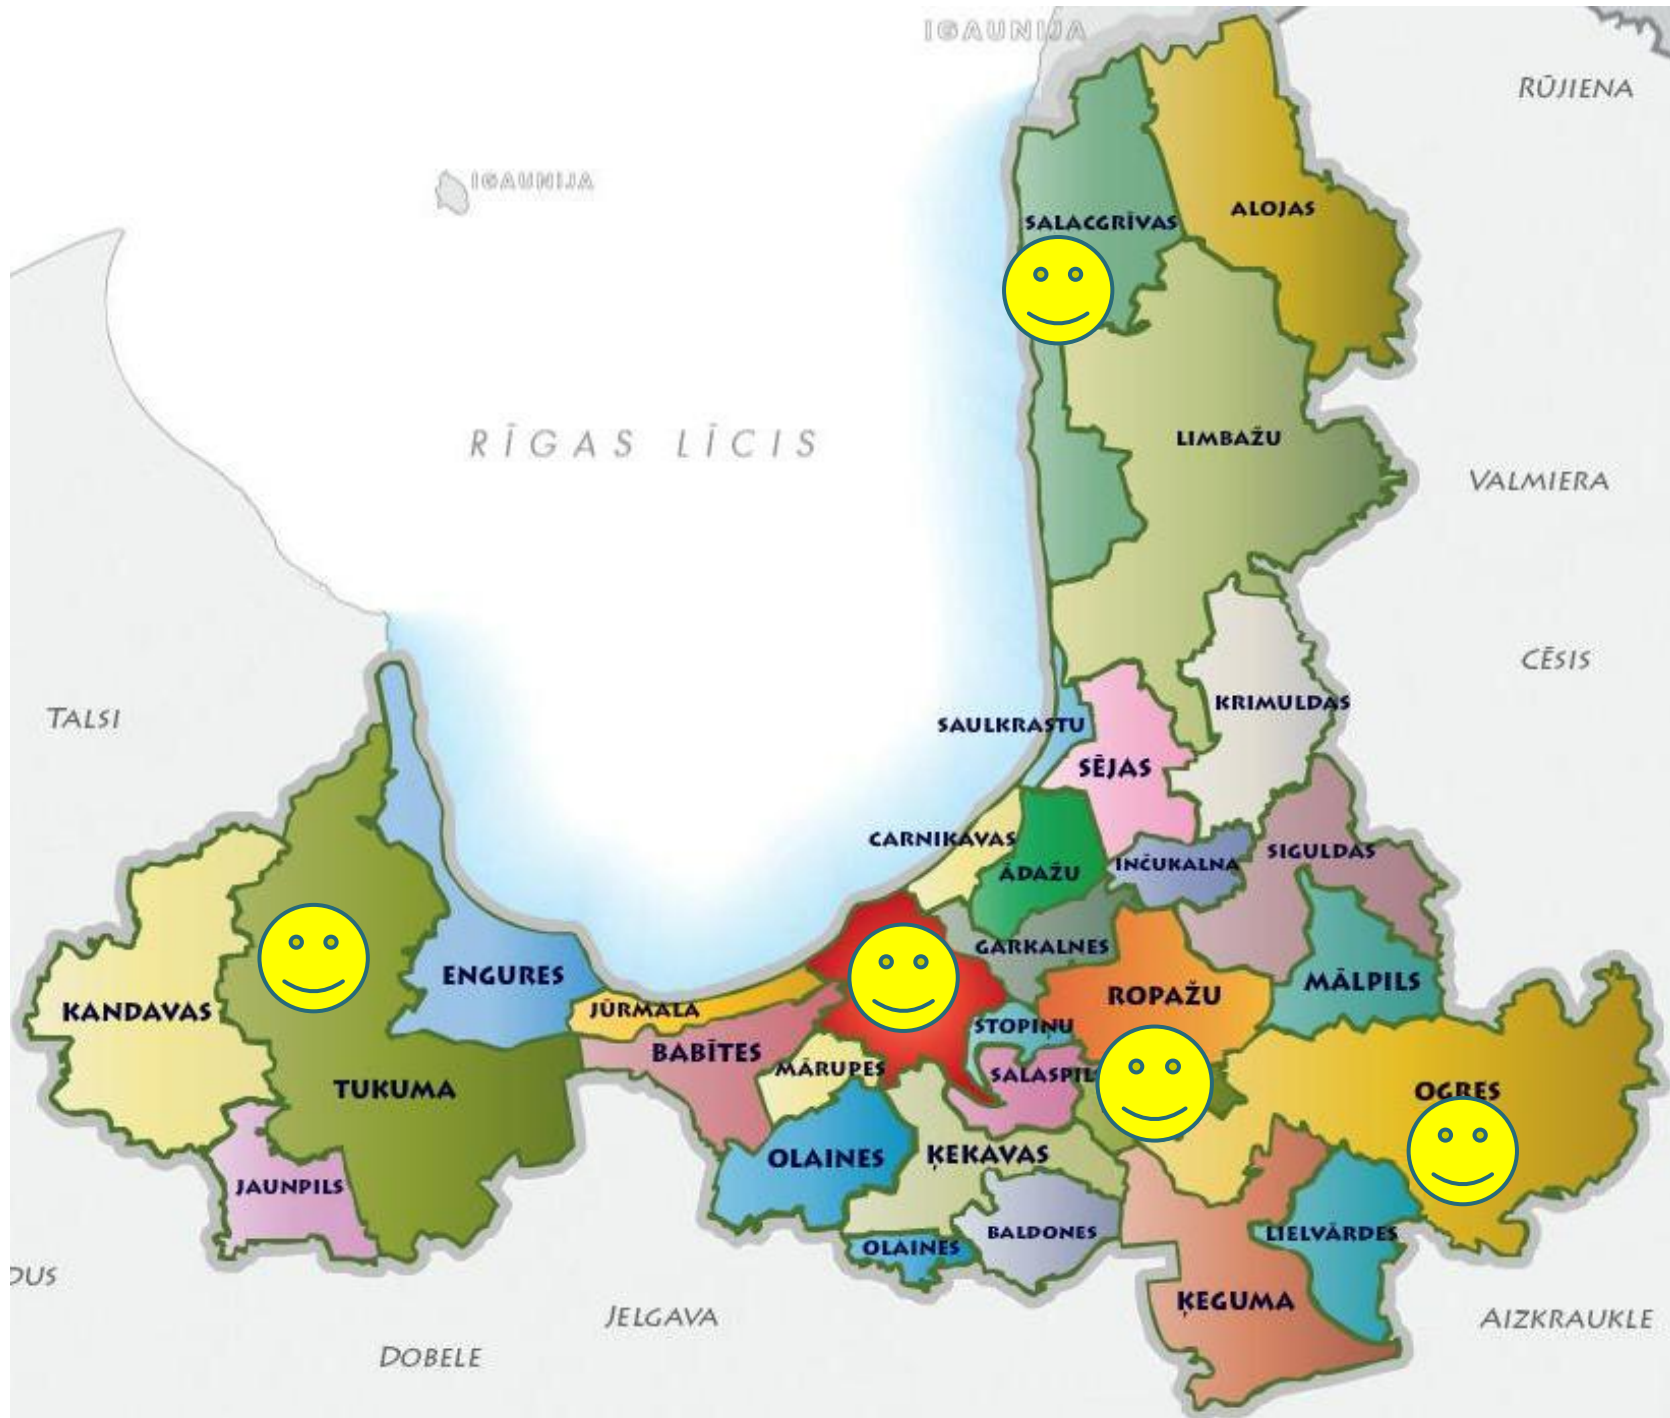 IGAUNIJA
RŪJIENA
IGAUNIJA
ALOJAS
SALACGRĪVAS
RĪGAS LĪCIS
LIMBAŽU
VALMIERA
CĒSIS
TALSI
KRIMULDAS
SAULKRASTU
SĒJAS
CARNIKAVAS
ĀDAŽU
INČUKALNA
SIGULDAS
GARKALNES
ENGURES
MĀLPILS
ROPAŽU
KANDAVAS
JŪRMALA
STOPIŅU
BABĪTES
MĀRUPES
SALASPIL
TUKUMA
OGRES
OLAINES
ĶEKAVAS
JAUNPILS
BALDONES
LIELVĀRDES
OLAINES
DUS
ĶEGUMA
JELGAVA
AIZKRAUKLE
DOBELE